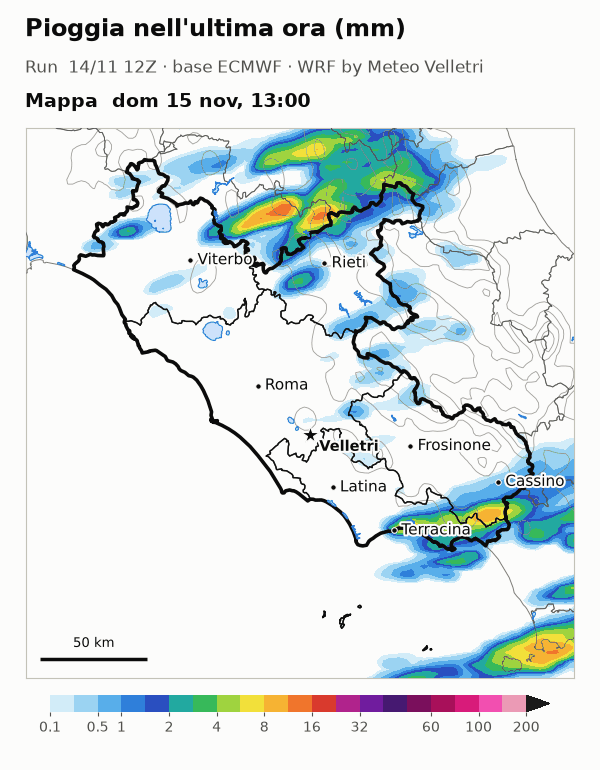 Pioggia nell'ultima ora (mm)
Run  14/11 12Z · base ECMWF · WRF by Meteo Velletri
Mappa  dom 15 nov, 13:00
Viterbo
Rieti
Roma
Velletri
Frosinone
Latina
Cassino
Terracina
50 km
0.1 0.5 1 2 4 8 16 32 60 100 200